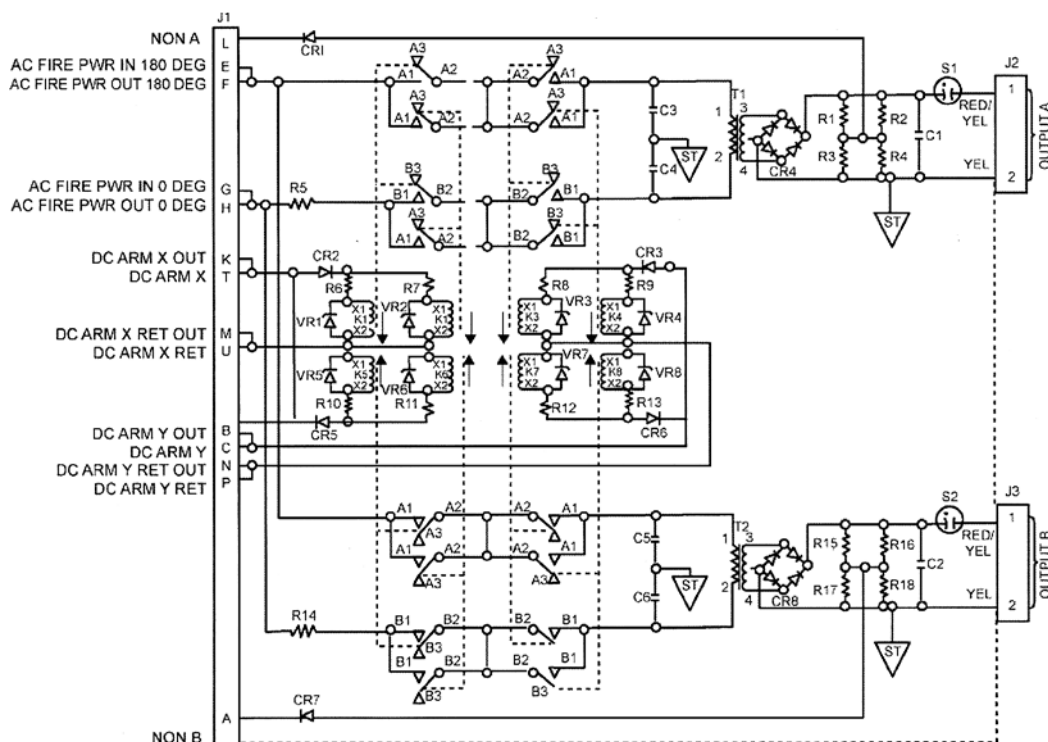 J1
NON A
L
CR1
AC FIRE PWR IN 180 DEG
E
AC FIRE PWR OUT 180 DEG
F
A3
A1
A2
A3
A2
A1
A3
A1
A2
A3
A2
A1
C3
ST
C4
T1
1
2
3
4
CR4
R1
R2
R3
R4
C1
S1
RED/
YEL
YEL
ST
J2
1
2
OUTPUT A
AC FIRE PWR IN 0 DEG
G
AC FIRE PWR OUT 0 DEG
H
R5
B3
B1
B2
B3
B2
B1
A3
A1
A2
B3
B2
B1
DC ARM X OUT
K
DC ARM X
T
CR2
R6
R7
R8
R9
CR3
VR1
X1
K1
X2
VR2
X1
K1
X2
X1
K3
X2
VR3
X1
K4
X2
VR4
DC ARM X RET OUT
M
DC ARM X RET
U
VR5
X1
K5
X2
VR6
X1
K6
X2
X1
K7
X2
VR7
X1
K8
X2
VR8
R10
R11
R12
R13
CR5
CR6
B
DC ARM Y OUT
C
DC ARM Y
N
DC ARM Y RET OUT
P
DC ARM Y RET
A1
A2
A3
A2
A1
A1
A2
A3
A2
A1
A3
C5
ST
C6
T2
1
2
3
4
CR8
R15
R16
R17
R18
C2
S2
RED/
YEL
YEL
ST
J3
1
2
OUTPUT B
R14
B1
B2
B3
B2
B1
B1
B2
B3
B2
B1
B3
CR7
A
NON B